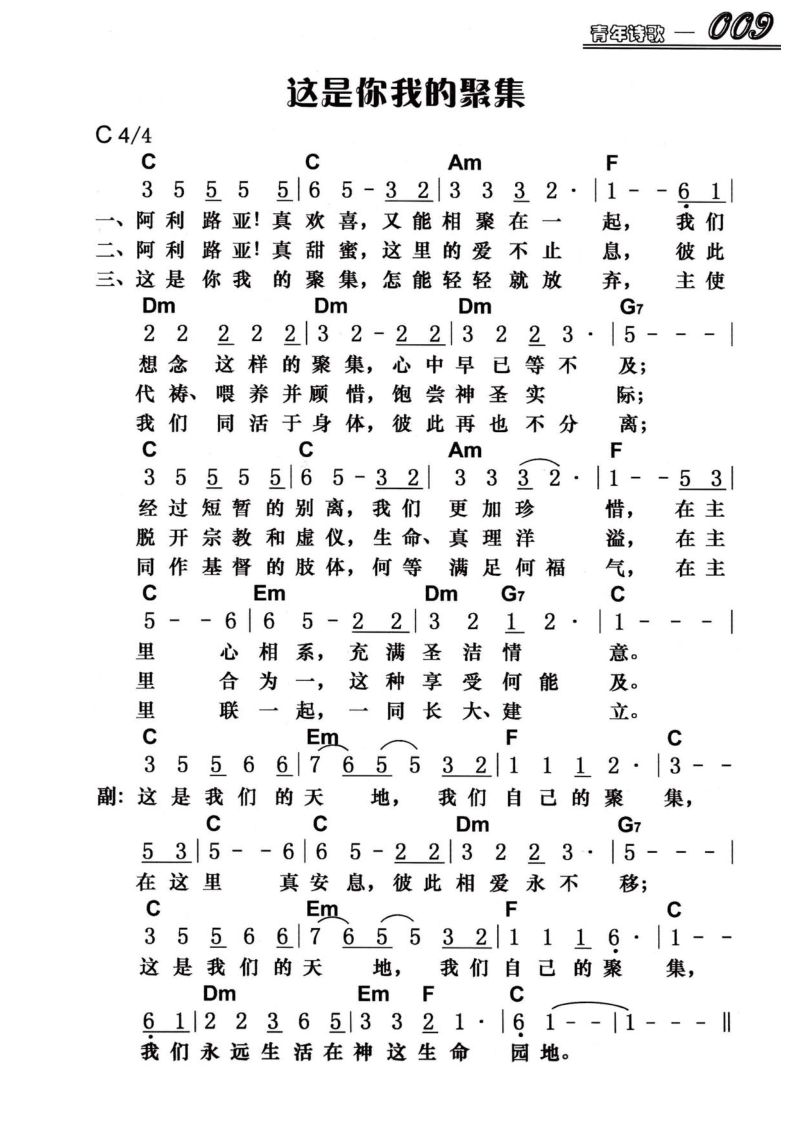 青年诗歌 — 009
这是你我的聚集
C 4/4
C C Am F
3 5 5 5 5|6 5 - 3 2|3 3 3 2 ·|1 - - 6 1|
一、阿利路亚!真欢喜,又能相聚在一起,我们
二、阿利路亚!真甜蜜,这里的爱不止息,彼此
三、这是你我的聚集,怎能轻轻就放弃,主使
Dm Dm Dm G7
2 2 2 2 2|3 2 - 2 2|3 2 2 3 ·|5 - - -|
想念这样的聚集,心中早已等不及;
代祷、喂养并顾惜,饱尝神圣实际;
我们同活于身体,彼此再也不分离;
C C Am F
3 5 5 5 5|6 5 - 3 2|3 3 3 2 ·|1 - - 5 3|
经过短暂的别离,我们更加珍惜,在主
脱开宗教和虚仪,生命、真理洋溢,在主
同作基督的肢体,何等满足何福气,在主
C Em Dm G7 C
5 - - 6|6 5 - 2 2|3 2 1 2 ·|1 - - -|
里心相系,充满圣洁情意。
里合为一,这种享受何能及。
里联一起,一同长大、建立。
C Em F C
3 5 5 6 6|7 6 5 5 3 2|1 1 1 2 ·|3 - -
副:这是我们的天地,我们自己的聚集,
C C Dm G7
5 3|5 - - 6|6 5 - 2 2|3 2 2 3 ·|5 - - -|
在这里真安息,彼此相爱永不移;
C Em F C
3 5 5 6 6|7 6 5 5 3 2|1 1 1 6 ·|1 - -
这是我们的天地,我们自己的聚集,
Dm Em F C
6 1|2 2 3 6 5|3 3 2 1 ·|6 1 - -|1 - - - ‖
我们永远生活在神这生命园地。